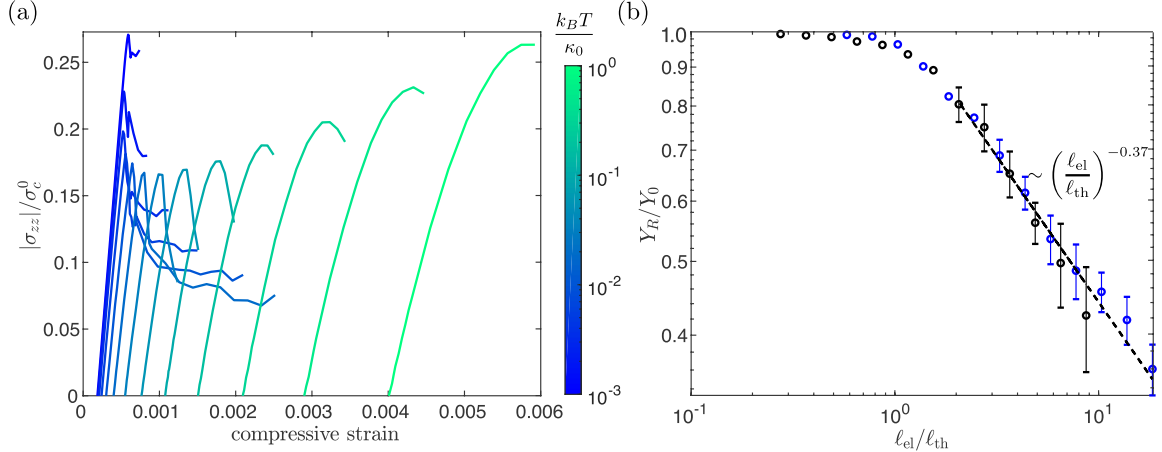 (a)
|σ_zz|/σ_c^0
0.25
0.2
0.15
0.1
0.05
0
0 0.001 0.002 0.003 0.004 0.005 0.006
compressive strain
k_B T / κ_0
10^0
10^-1
10^-2
10^-3
(b)
Y_R/Y_0
1.0
0.9
0.8
0.7
0.6
0.5
0.4
∼ (ℓ_el/ℓ_th)^−0.37
10^-1 10^0 10^1
ℓ_el/ℓ_th